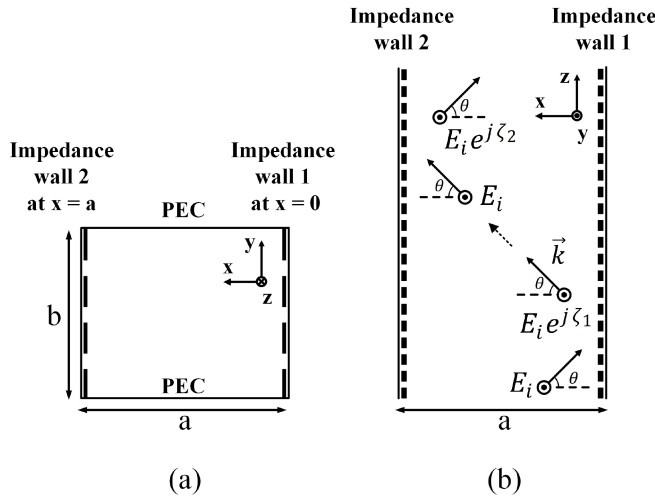 Impedance
wall 2
at x = a
Impedance
wall 1
at x = 0
PEC
y
x
z
b
PEC
a
(a)
Impedance
wall 2
Impedance
wall 1
z
x
y
θ
E_i e^{jζ_2}
θ
E_i
k⃗
θ
E_i e^{jζ_1}
E_i
θ
a
(b)